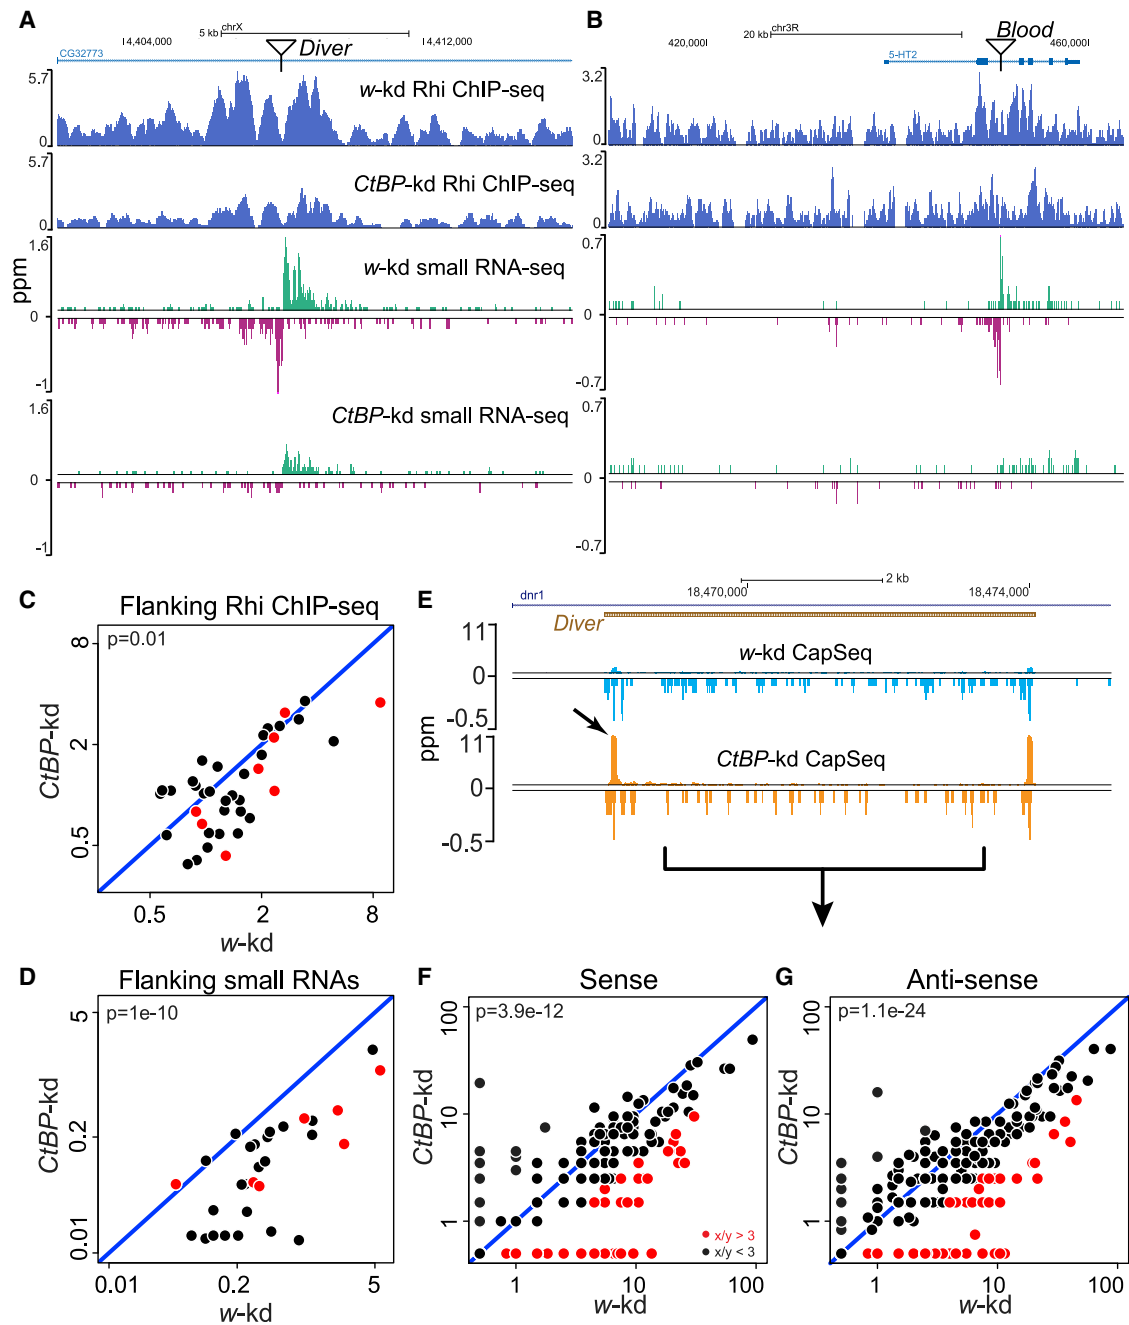 A
5 kb
chrX
4,404,000
4,412,000
CG32773
Diver
5.7
w-kd Rhi ChIP-seq
0
5.7
CtBP-kd Rhi ChIP-seq
0
1.6
w-kd small RNA-seq
ppm
0
-1
1.6
CtBP-kd small RNA-seq
0
-1
B
20 kb
chr3R
Blood
420,000
460,000
5-HT2
3.2
0
3.2
0
0.7
0
-0.7
0.7
0
-0.7
C
Flanking Rhi ChIP-seq
p=0.01
8
2
0.5
CtBP-kd
0.5 2 8
w-kd
E
2 kb
dnr1
18,470,000
18,474,000
Diver
11
w-kd CapSeq
0
-0.5
ppm
11
CtBP-kd CapSeq
0
-0.5
D
Flanking small RNAs
p=1e-10
5
0.2
0.01
CtBP-kd
0.01 0.2 5
w-kd
F
Sense
p=3.9e-12
100
10
1
CtBP-kd
x/y > 3
x/y < 3
1 10 100
w-kd
G
Anti-sense
p=1.1e-24
100
10
1
CtBP-kd
1 10 100
w-kd